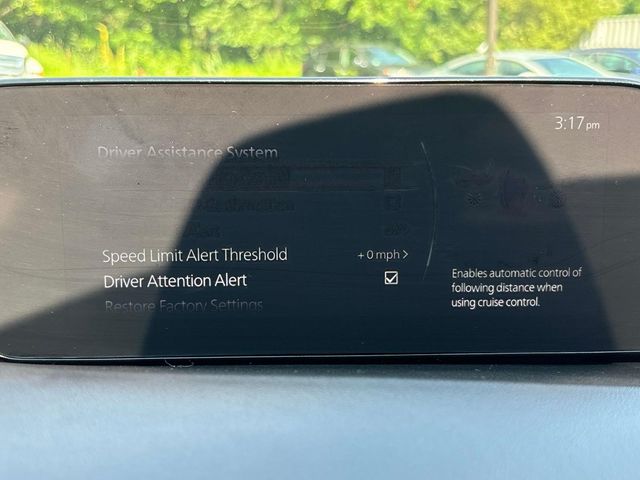 3:17 pm
Driver Assistance System
Speed Limit Alert Threshold + 0 mph >
Driver Attention Alert
Restore Factory Settings
Enables automatic control of
following distance when
using cruise control.